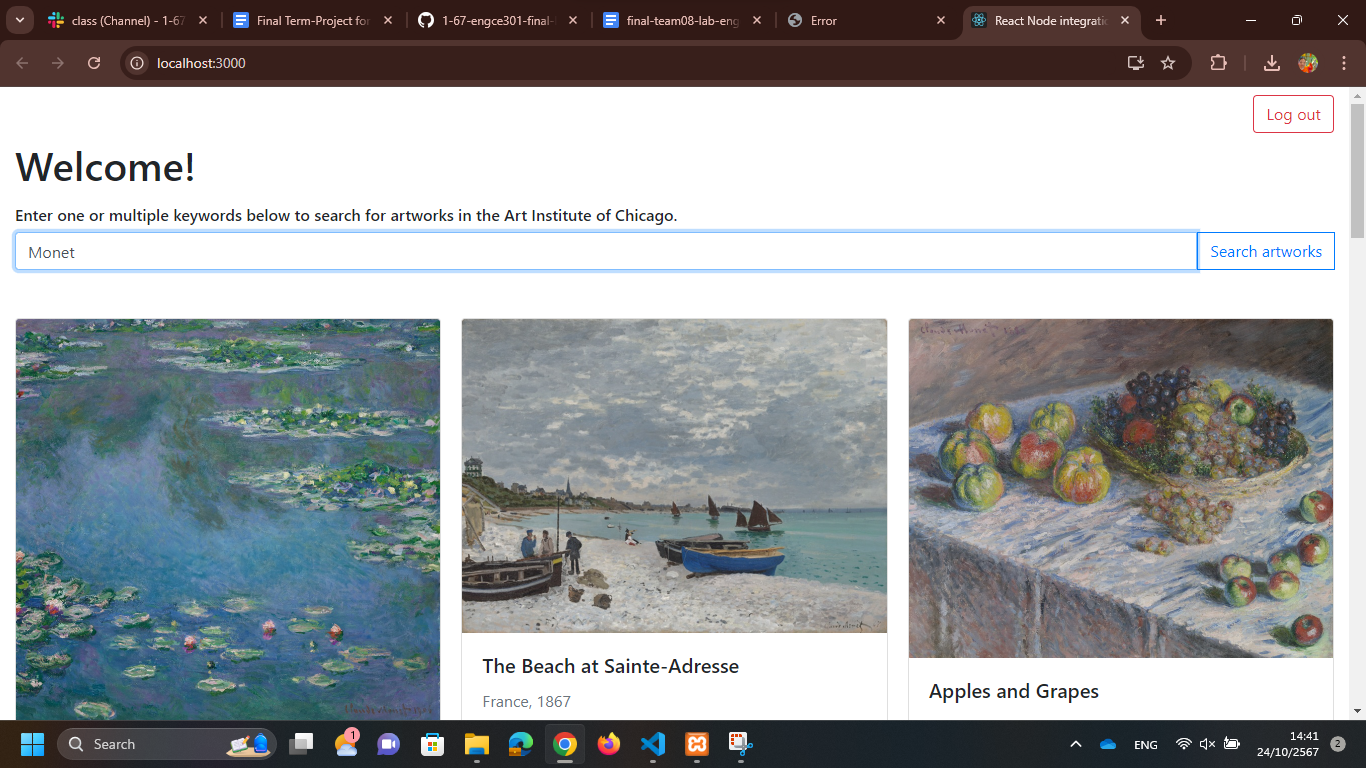 class (Channel) - 1-67
Final Term-Project for
1-67-engce301-final-
final-team08-lab-eng
Error
React Node integratio
localhost:3000
Log out
Welcome!
Enter one or multiple keywords below to search for artworks in the Art Institute of Chicago.
Monet
Search artworks
The Beach at Sainte-Adresse
France, 1867
Apples and Grapes
Search
1
ENG
14:41
24/10/2567
2